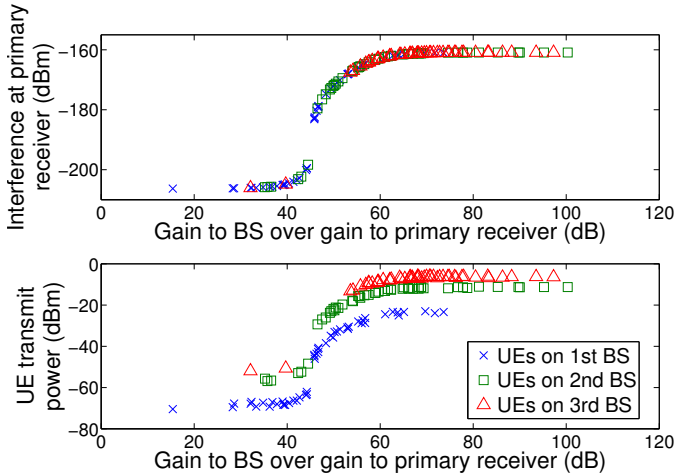 Interference at primary
receiver (dBm)
−160
−180
−200
0
20
40
60
80
100
120
Gain to BS over gain to primary receiver (dB)
UE transmit
power (dBm)
0
−20
−40
−60
−80
0
20
40
60
80
100
120
Gain to BS over gain to primary receiver (dB)
UEs on 1st BS
UEs on 2nd BS
UEs on 3rd BS